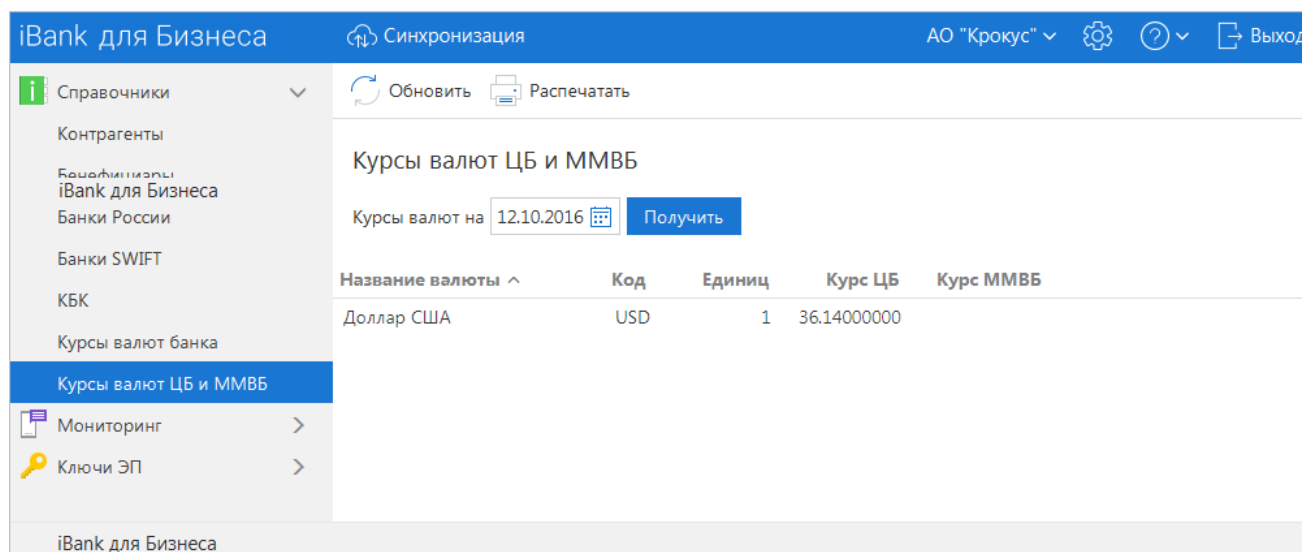 iBank для Бизнеса
Синхронизация
АО "Крокус"
Выход
Справочники
Контрагенты
Бенефициары
iBank для Бизнеса
Банки России
Банки SWIFT
КБК
Курсы валют банка
Курсы валют ЦБ и ММВБ
Мониторинг
Ключи ЭП
iBank для Бизнеса
Обновить Распечатать
Курсы валют ЦБ и ММВБ
Курсы валют на 12.10.2016 Получить
Название валюты Код Единиц Курс ЦБ Курс ММВБ
Доллар США USD 1 36.14000000